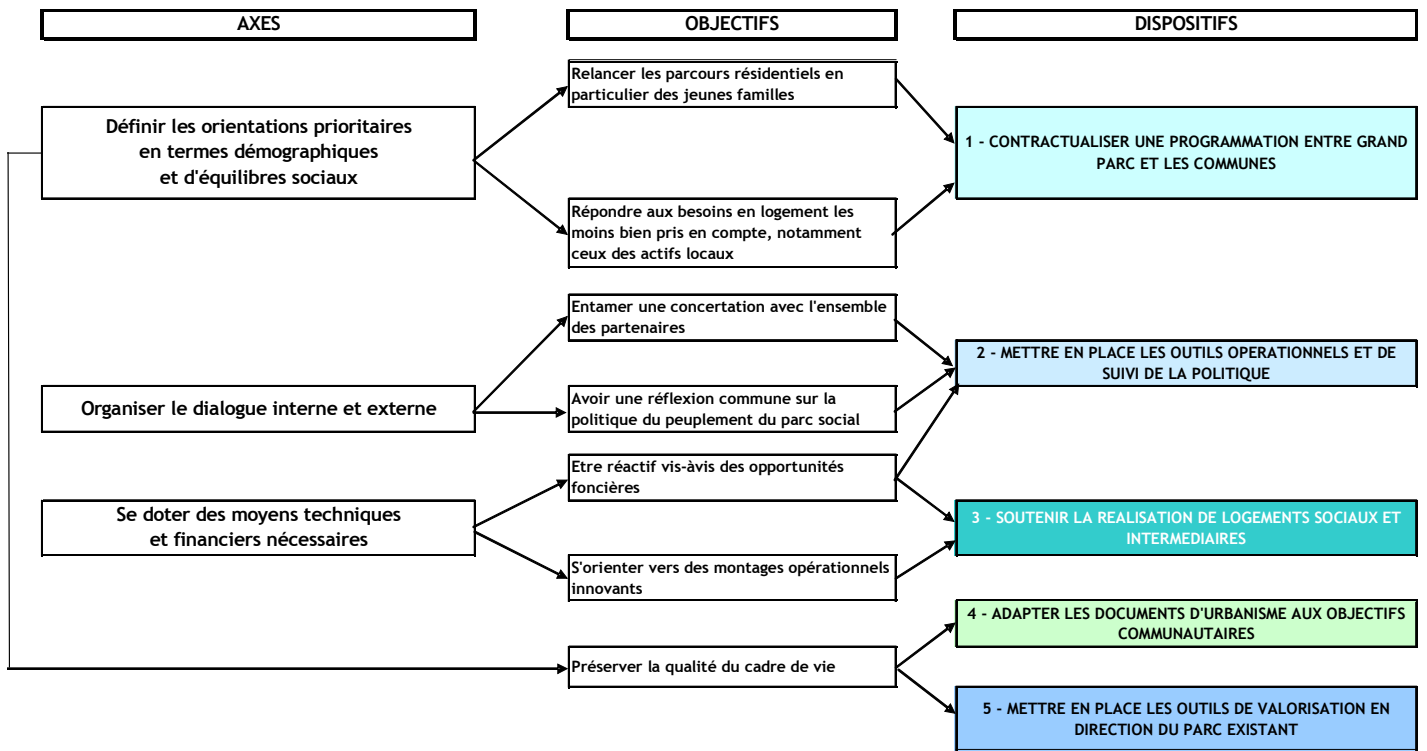 AXES
OBJECTIFS
DISPOSITIFS
Relancer les parcours résidentiels en
particulier des jeunes familles
Définir les orientations prioritaires
en termes démographiques
et d'équilibres sociaux
1 - CONTRACTUALISER UNE PROGRAMMATION ENTRE GRAND
PARC ET LES COMMUNES
Répondre aux besoins en logement les
moins bien pris en compte, notamment
ceux des actifs locaux
Entamer une concertation avec l'ensemble
des partenaires
2 - METTRE EN PLACE LES OUTILS OPERATIONNELS ET DE
SUIVI DE LA POLITIQUE
Organiser le dialogue interne et externe
Avoir une réflexion commune sur la
politique du peuplement du parc social
Etre réactif vis-àvis des opportunités
foncières
Se doter des moyens techniques
et financiers nécessaires
3 - SOUTENIR LA REALISATION DE LOGEMENTS SOCIAUX ET
INTERMEDIAIRES
S'orienter vers des montages opérationnels
innovants
4 - ADAPTER LES DOCUMENTS D'URBANISME AUX OBJECTIFS
COMMUNAUTAIRES
Préserver la qualité du cadre de vie
5 - METTRE EN PLACE LES OUTILS DE VALORISATION EN
DIRECTION DU PARC EXISTANT